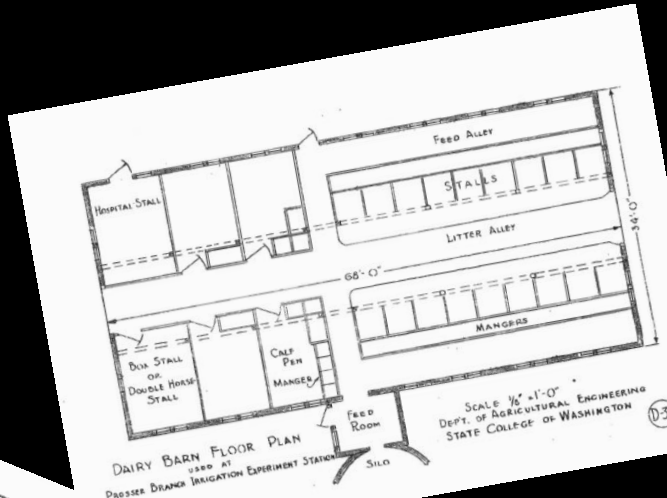 FEED ALLEY
HOSPITAL STALL
STALLS
LITTER ALLEY
34'-0"
68'-0"
MANGERS
BOX STALL
OR
DOUBLE HORSE
STALL
CALF
PEN
MANGER
FEED
ROOM
SILO
SCALE 1/8" = 1'-0"
DEP'T. OF AGRICULTURAL ENGINEERING
STATE COLLEGE OF WASHINGTON
DAIRY BARN FLOOR PLAN
USED AT
PROSSER BRANCH IRRIGATION EXPERIMENT STATION